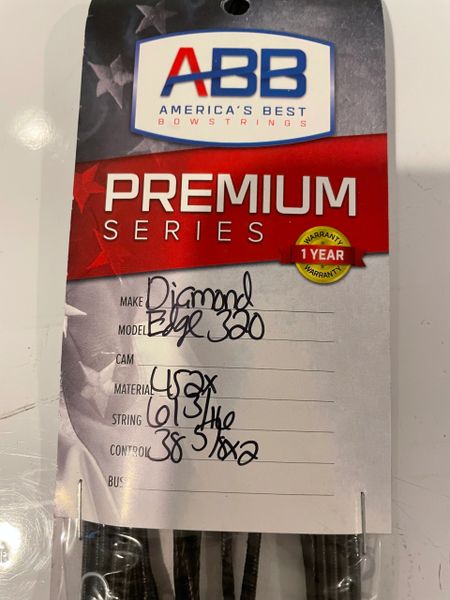 ABB
AMERICA'S BEST
BOWSTRINGS
PREMIUM
SERIES
WARRANTY
1 YEAR
WARRANTY
MAKE Diamond
MODEL Edge 320
CAM
MATERIAL 452x
STRING 61 3/16
CONTROL 38 5/8x2
BUS